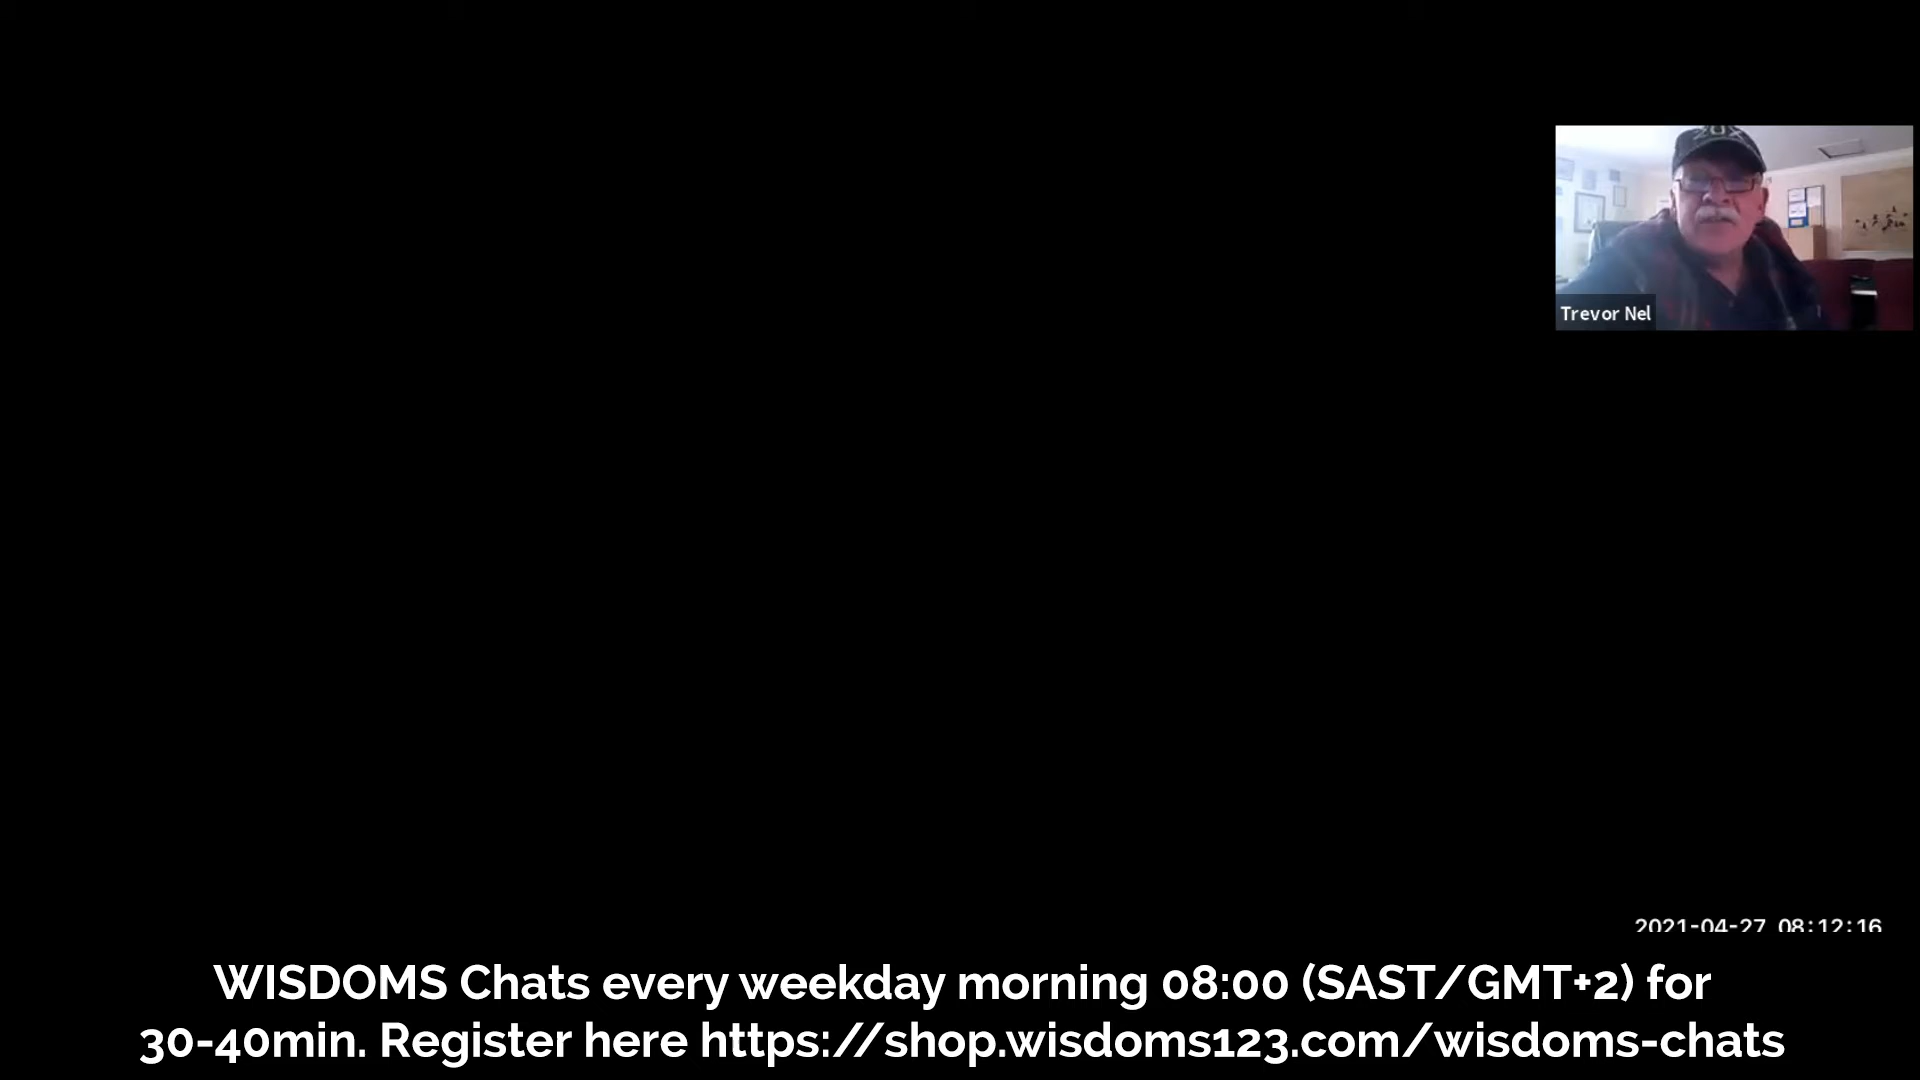 Trevor Nel
2021-04-27 08:12:16
WISDOMS Chats every weekday morning 08:00 (SAST/GMT+2) for
30-40min. Register here https://shop.wisdoms123.com/wisdoms-chats